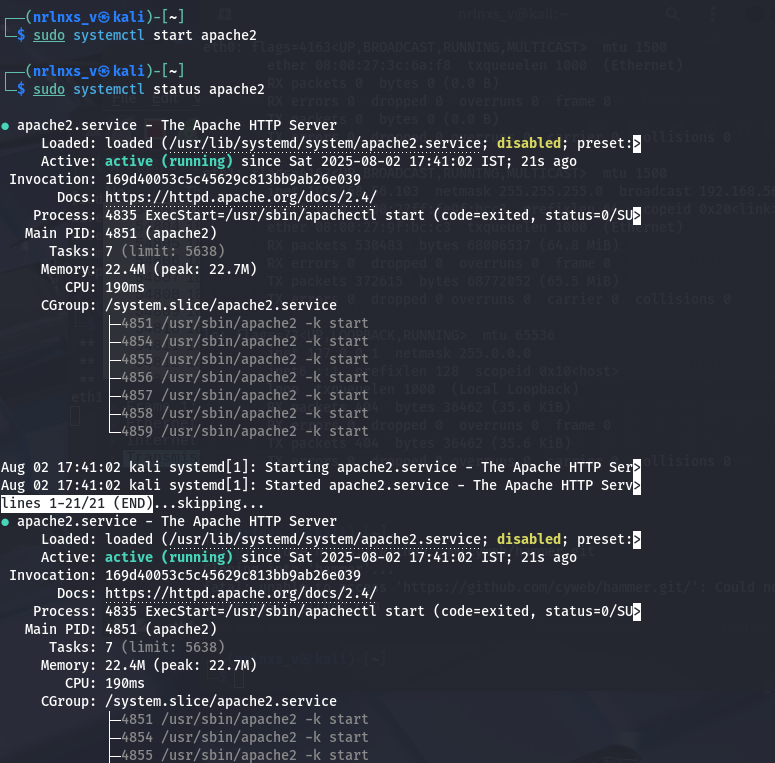 ┌──(nrlnxs_v㉿kali)-[~]
└─$ sudo systemctl start apache2

┌──(nrlnxs_v㉿kali)-[~]
└─$ sudo systemctl status apache2

● apache2.service - The Apache HTTP Server
     Loaded: loaded (/usr/lib/systemd/system/apache2.service; disabled; preset:>
     Active: active (running) since Sat 2025-08-02 17:41:02 IST; 21s ago
 Invocation: 169d40053c5c45629c813bb9ab26e039
       Docs: https://httpd.apache.org/docs/2.4/
    Process: 4835 ExecStart=/usr/sbin/apachectl start (code=exited, status=0/SU>
   Main PID: 4851 (apache2)
      Tasks: 7 (limit: 5638)
     Memory: 22.4M (peak: 22.7M)
        CPU: 190ms
     CGroup: /system.slice/apache2.service
             ├─4851 /usr/sbin/apache2 -k start
             ├─4854 /usr/sbin/apache2 -k start
             ├─4855 /usr/sbin/apache2 -k start
             ├─4856 /usr/sbin/apache2 -k start
             ├─4857 /usr/sbin/apache2 -k start
             ├─4858 /usr/sbin/apache2 -k start
             └─4859 /usr/sbin/apache2 -k start

Aug 02 17:41:02 kali systemd[1]: Starting apache2.service - The Apache HTTP Ser>
Aug 02 17:41:02 kali systemd[1]: Started apache2.service - The Apache HTTP Serv>
lines 1-21/21 (END)...skipping...
● apache2.service - The Apache HTTP Server
     Loaded: loaded (/usr/lib/systemd/system/apache2.service; disabled; preset:>
     Active: active (running) since Sat 2025-08-02 17:41:02 IST; 21s ago
 Invocation: 169d40053c5c45629c813bb9ab26e039
       Docs: https://httpd.apache.org/docs/2.4/
    Process: 4835 ExecStart=/usr/sbin/apachectl start (code=exited, status=0/SU>
   Main PID: 4851 (apache2)
      Tasks: 7 (limit: 5638)
     Memory: 22.4M (peak: 22.7M)
        CPU: 190ms
     CGroup: /system.slice/apache2.service
             ├─4851 /usr/sbin/apache2 -k start
             ├─4854 /usr/sbin/apache2 -k start
             ├─4855 /usr/sbin/apache2 -k start